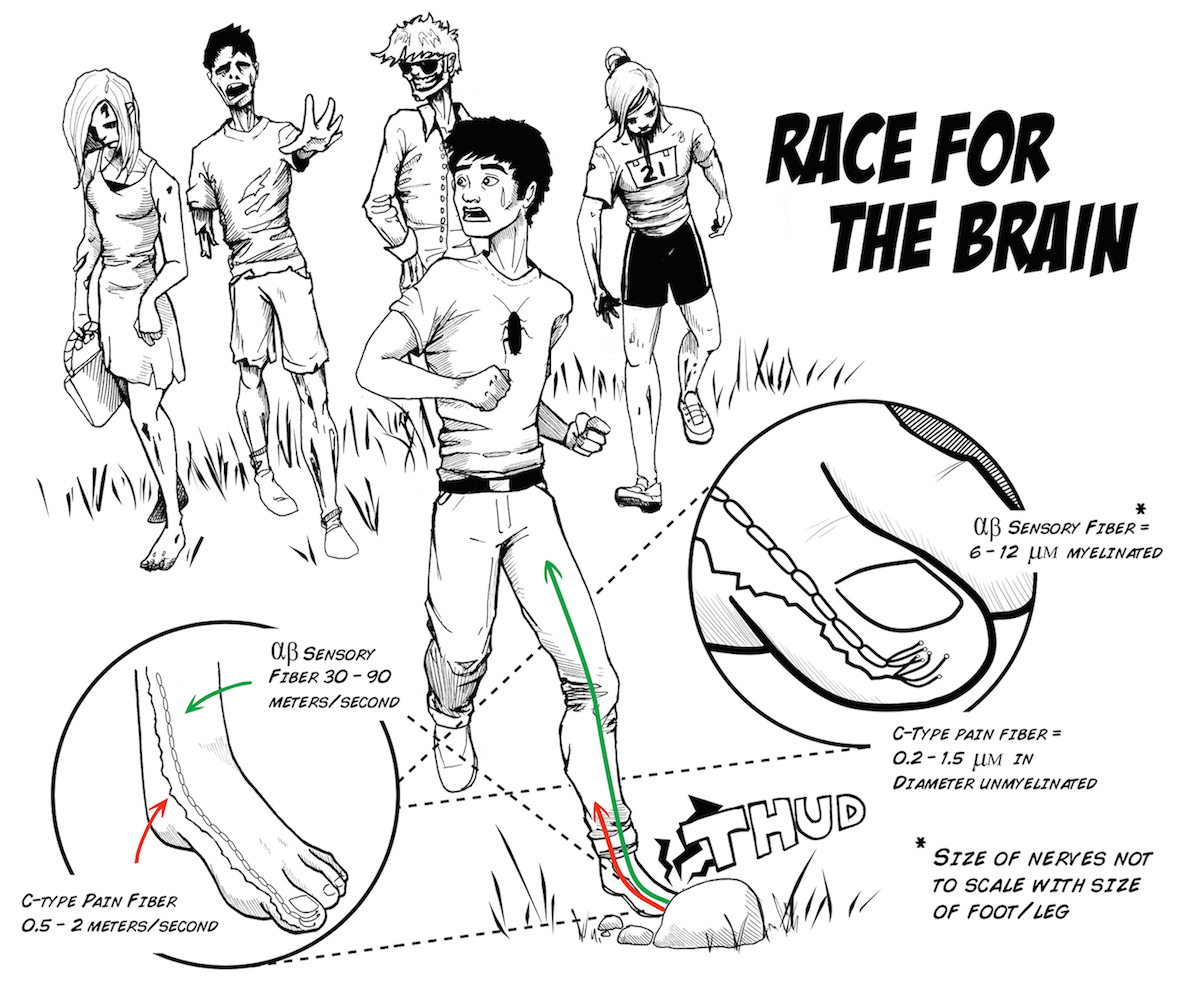 RACE FOR
THE BRAIN
21
αβ SENSORY FIBER = *
6 - 12 μM MYELINATED
αβ SENSORY
FIBER 30 - 90
METERS/SECOND
C-TYPE PAIN FIBER =
0.2 - 1.5 μM IN
DIAMETER UNMYELINATED
THUD
* SIZE OF NERVES NOT
TO SCALE WITH SIZE
OF FOOT/LEG
C-TYPE PAIN FIBER
0.5 - 2 METERS/SECOND